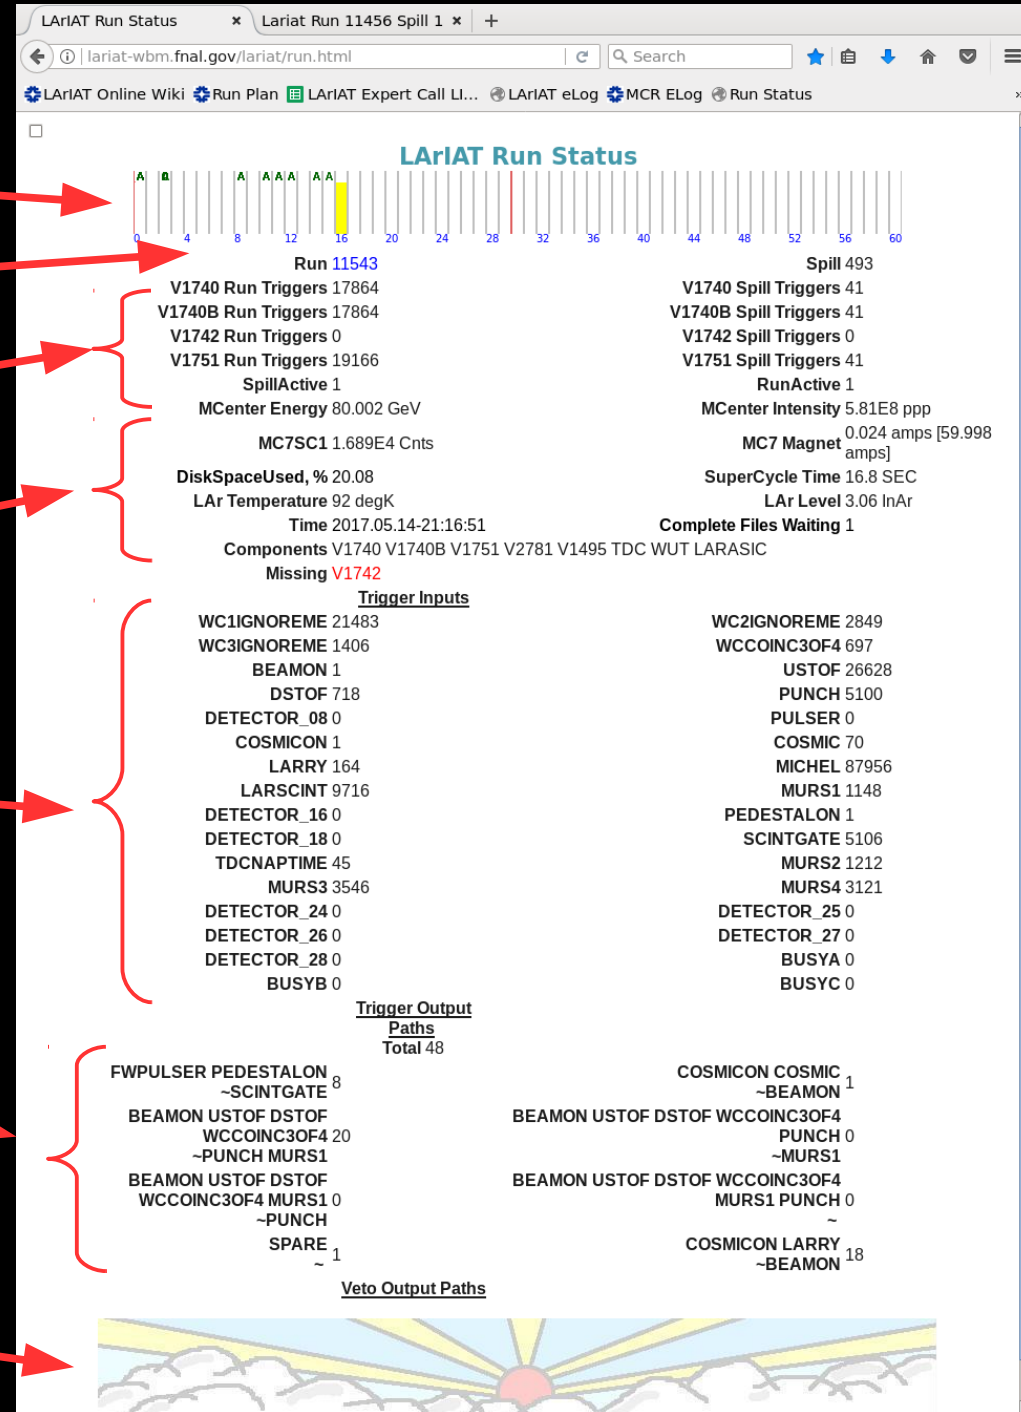 LArIAT Run Status × Lariat Run 11456 Spill 1 × +
lariat-wbm.fnal.gov/lariat/run.html Search
LArIAT Online Wiki Run Plan LArIAT Expert Call LI... LArIAT eLog MCR ELog Run Status »
LArIAT Run Status
A A A A A A A
0 4 8 12 16 20 24 28 32 36 40 44 48 52 56 60
Run 11543 Spill 493
V1740 Run Triggers 17864 V1740 Spill Triggers 41
V1740B Run Triggers 17864 V1740B Spill Triggers 41
V1742 Run Triggers 0 V1742 Spill Triggers 0
V1751 Run Triggers 19166 V1751 Spill Triggers 41
SpillActive 1 RunActive 1
MCenter Energy 80.002 GeV MCenter Intensity 5.81E8 ppp
MC7SC1 1.689E4 Cnts MC7 Magnet 0.024 amps [59.998
amps]
DiskSpaceUsed, % 20.08 SuperCycle Time 16.8 SEC
LAr Temperature 92 degK LAr Level 3.06 InAr
Time 2017.05.14-21:16:51 Complete Files Waiting 1
Components V1740 V1740B V1751 V2781 V1495 TDC WUT LARASIC
Missing V1742
Trigger Inputs
WC1IGNOREME 21483 WC2IGNOREME 2849
WC3IGNOREME 1406 WCCOINC3OF4 697
BEAMON 1 USTOF 26628
DSTOF 718 PUNCH 5100
DETECTOR_08 0 PULSER 0
COSMICON 1 COSMIC 70
LARRY 164 MICHEL 87956
LARSCINT 9716 MURS1 1148
DETECTOR_16 0 PEDESTALON 1
DETECTOR_18 0 SCINTGATE 5106
TDCNAPTIME 45 MURS2 1212
MURS3 3546 MURS4 3121
DETECTOR_24 0 DETECTOR_25 0
DETECTOR_26 0 DETECTOR_27 0
DETECTOR_28 0 BUSYA 0
BUSYB 0 BUSYC 0
Trigger Output
Paths
Total 48
FWPULSER PEDESTALON
~SCINTGATE 8
COSMICON COSMIC
~BEAMON 1
BEAMON USTOF DSTOF
WCCOINC3OF4 20
~PUNCH MURS1
BEAMON USTOF DSTOF WCCOINC3OF4
PUNCH 0
~MURS1
BEAMON USTOF DSTOF
WCCOINC3OF4 MURS1 0
~PUNCH
BEAMON USTOF DSTOF WCCOINC3OF4
MURS1 PUNCH 0
~
SPARE
~ 1
COSMICON LARRY
~BEAMON 18
Veto Output Paths